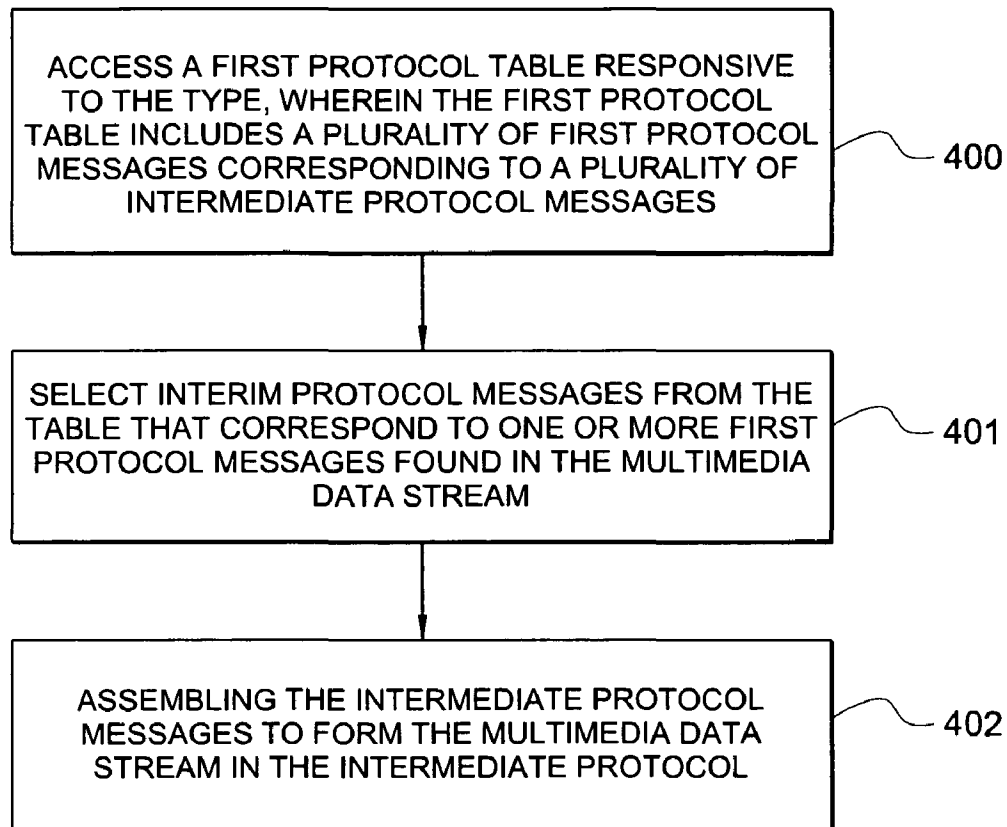 ACCESS A FIRST PROTOCOL TABLE RESPONSIVE
TO THE TYPE, WHEREIN THE FIRST PROTOCOL
TABLE INCLUDES A PLURALITY OF FIRST PROTOCOL
MESSAGES CORRESPONDING TO A PLURALITY OF
INTERMEDIATE PROTOCOL MESSAGES
400
SELECT INTERIM PROTOCOL MESSAGES FROM THE
TABLE THAT CORRESPOND TO ONE OR MORE FIRST
PROTOCOL MESSAGES FOUND IN THE MULTIMEDIA
DATA STREAM
401
ASSEMBLING THE INTERMEDIATE PROTOCOL
MESSAGES TO FORM THE MULTIMEDIA DATA
STREAM IN THE INTERMEDIATE PROTOCOL
402